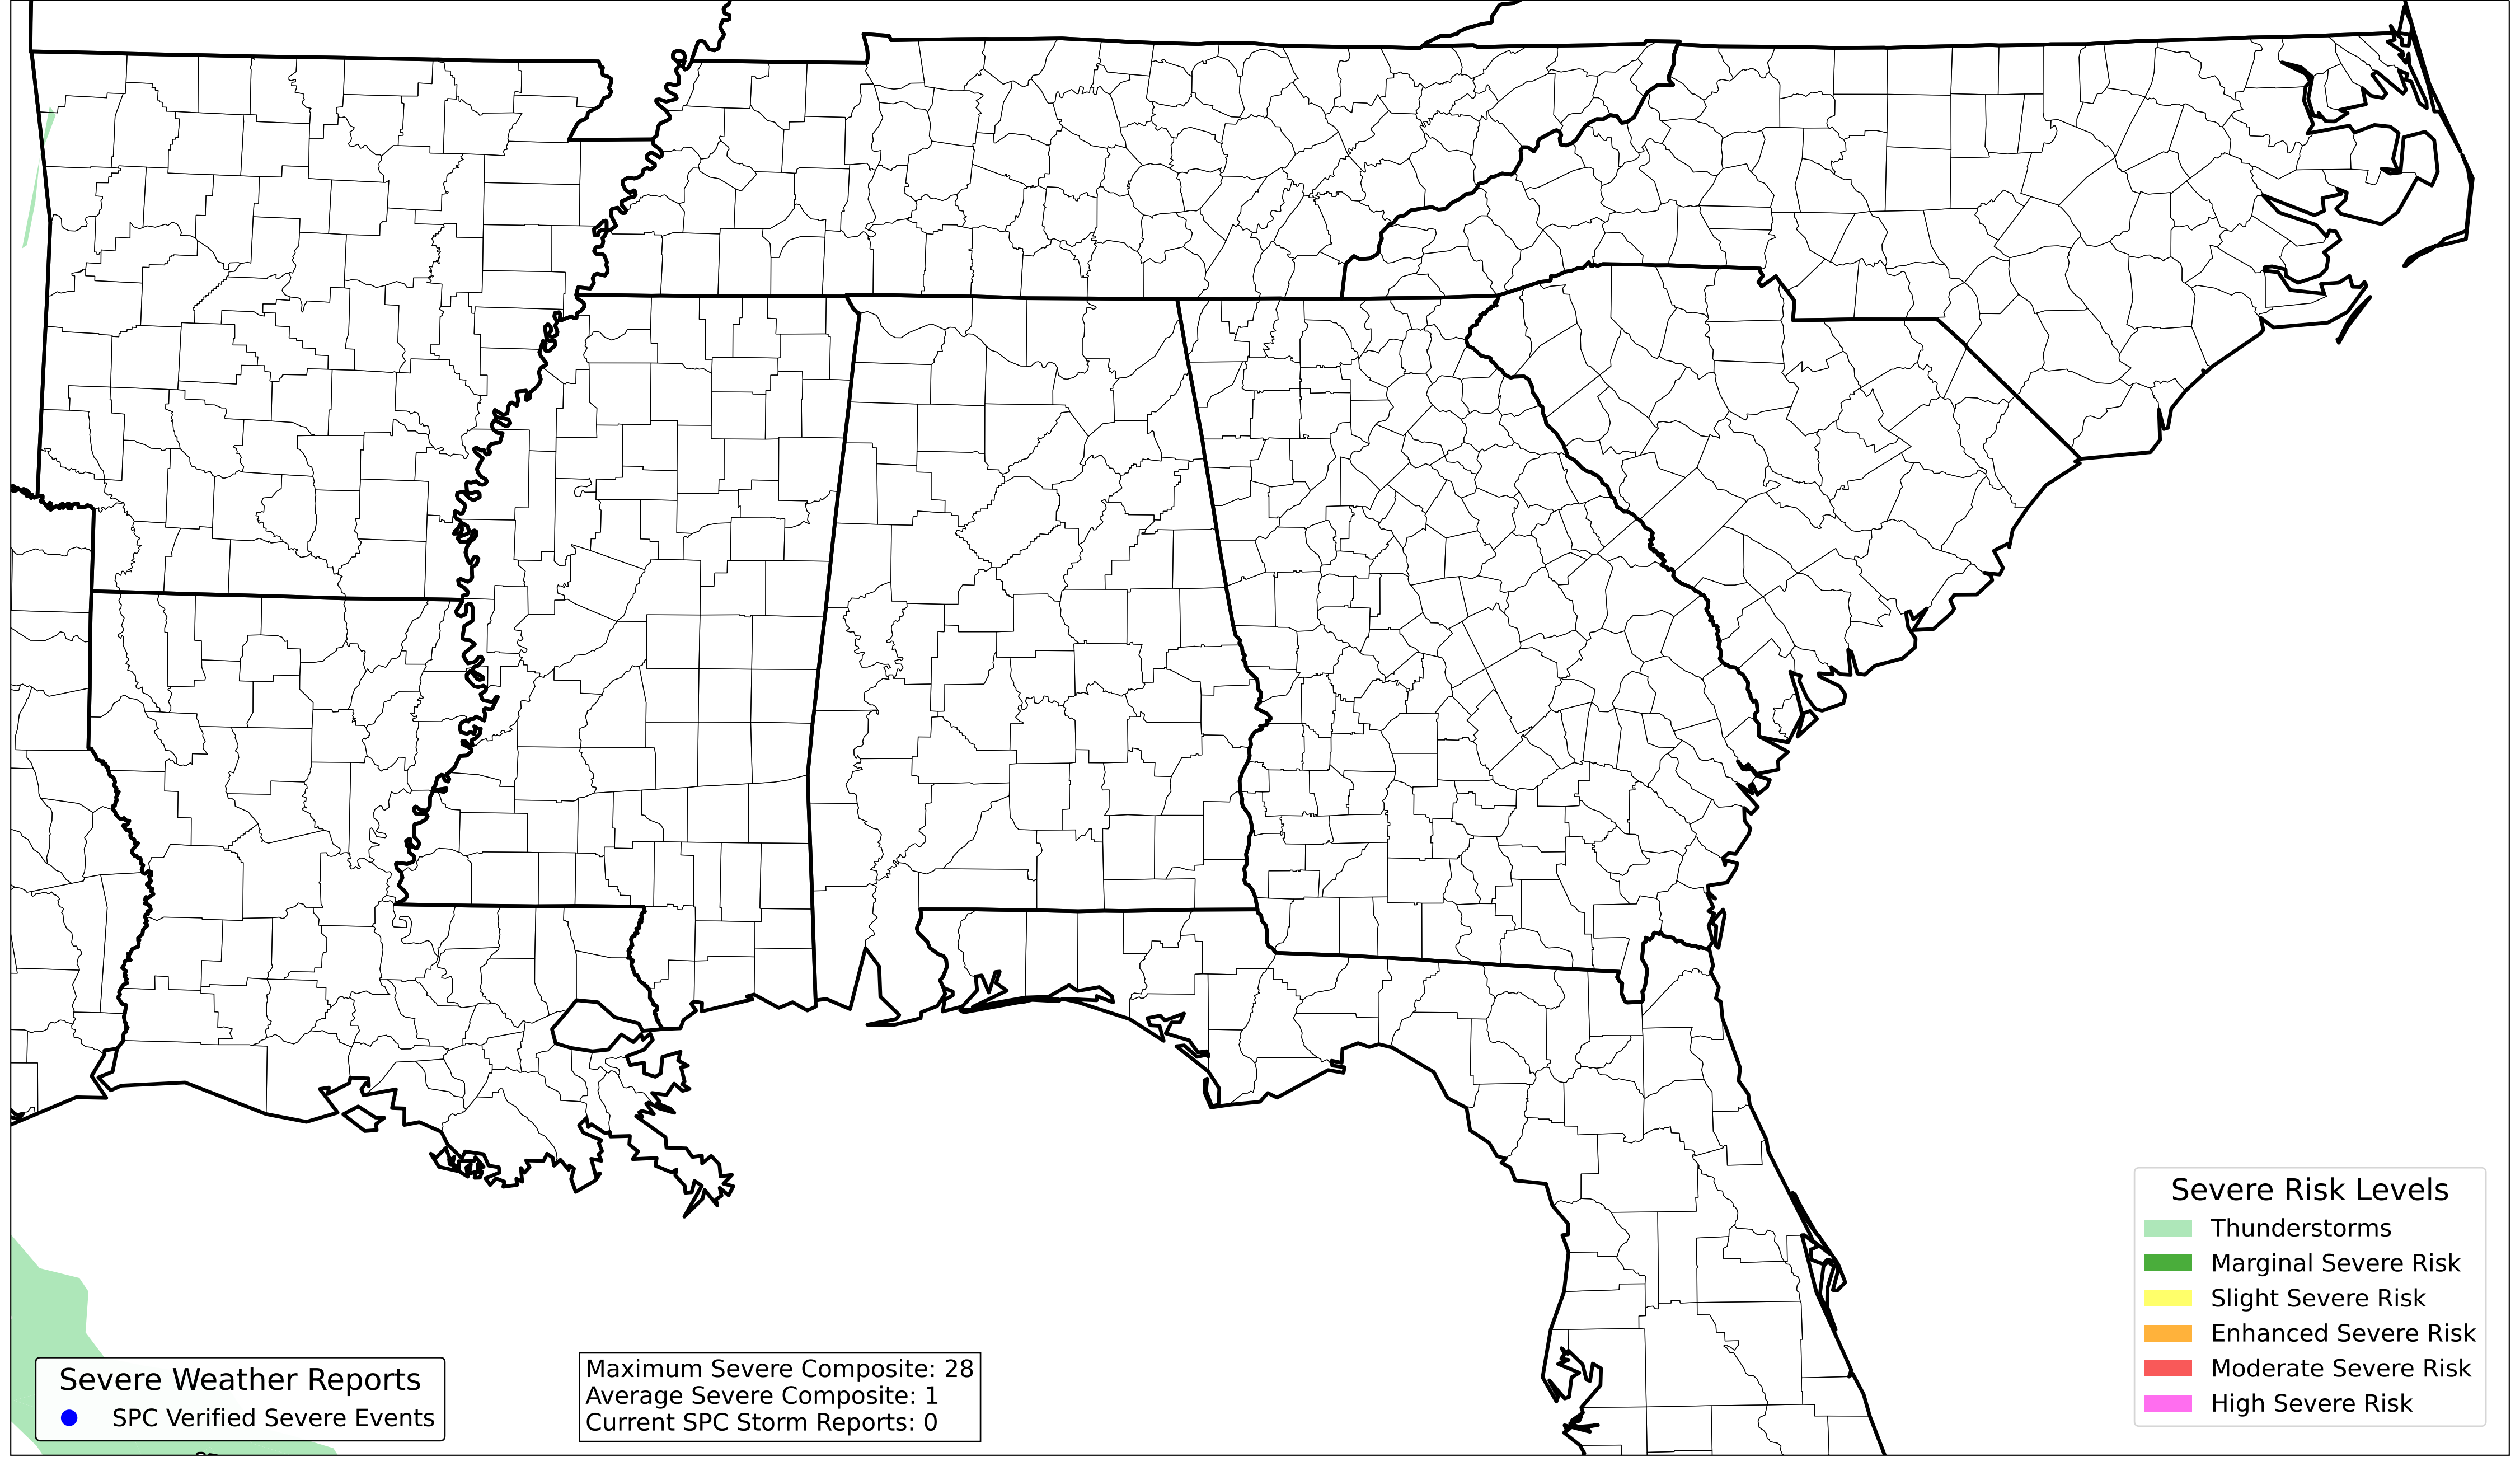 Severe Risk Levels
Thunderstorms
Marginal Severe Risk
Slight Severe Risk
Enhanced Severe Risk
Moderate Severe Risk
High Severe Risk
Severe Weather Reports
SPC Verified Severe Events
Maximum Severe Composite: 28
Average Severe Composite: 1
Current SPC Storm Reports: 0